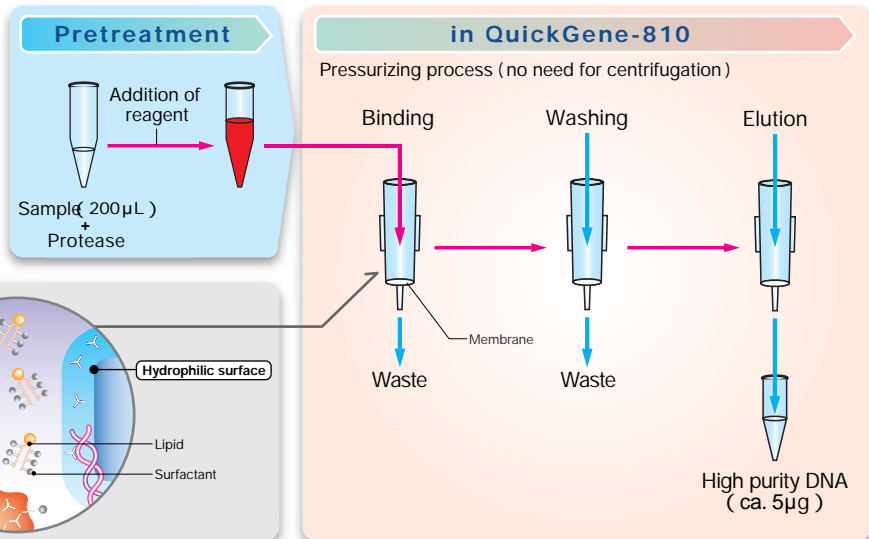 Pretreatment
Addition of
reagent
Sample ( 200µL )
+
Protease
in QuickGene-810
Pressurizing process ( no need for centrifugation )
Binding
Washing
Elution
Membrane
Waste
Waste
High purity DNA
( ca. 5µg )
Hydrophilic surface
Lipid
Surfactant